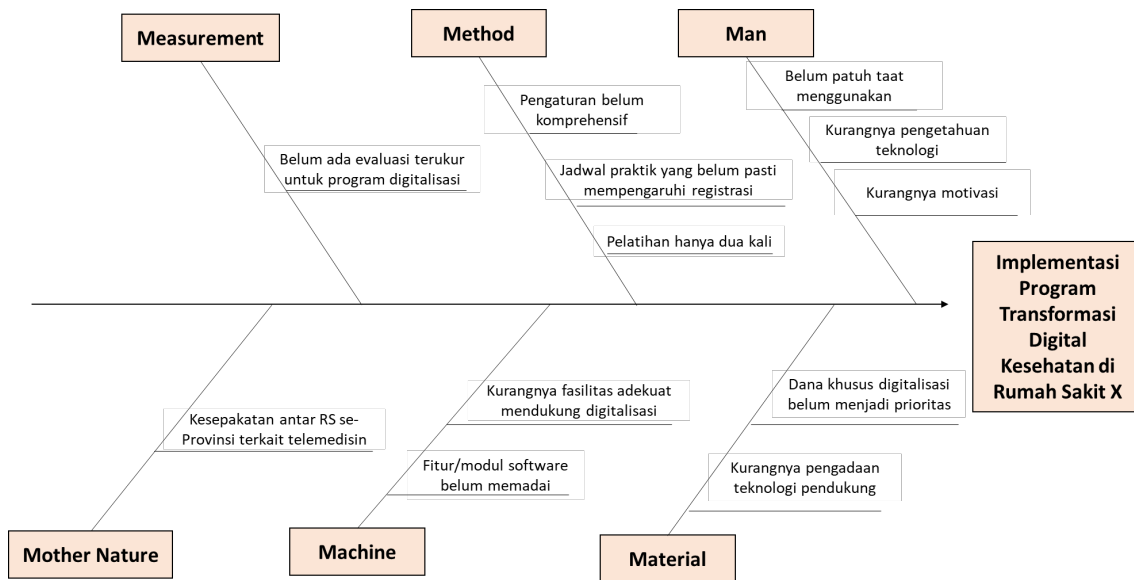 Measurement
Method
Man
Belum patuh taat
menggunakan
Pengaturan belum
komprehensif
Kurangnya pengetahuan
teknologi
Belum ada evaluasi terukur
untuk program digitalisasi
Jadwal praktik yang belum pasti
mempengaruhi registrasi
Kurangnya motivasi
Pelatihan hanya dua kali
Implementasi
Program
Transformasi
Digital
Kesehatan di
Rumah Sakit X
Kesepakatan antar RS se-
Provinsi terkait telemedisin
Kurangnya fasilitas adekuat
mendukung digitalisasi
Dana khusus digitalisasi
belum menjadi prioritas
Fitur/modul software
belum memadai
Kurangnya pengadaan
teknologi pendukung
Mother Nature
Machine
Material